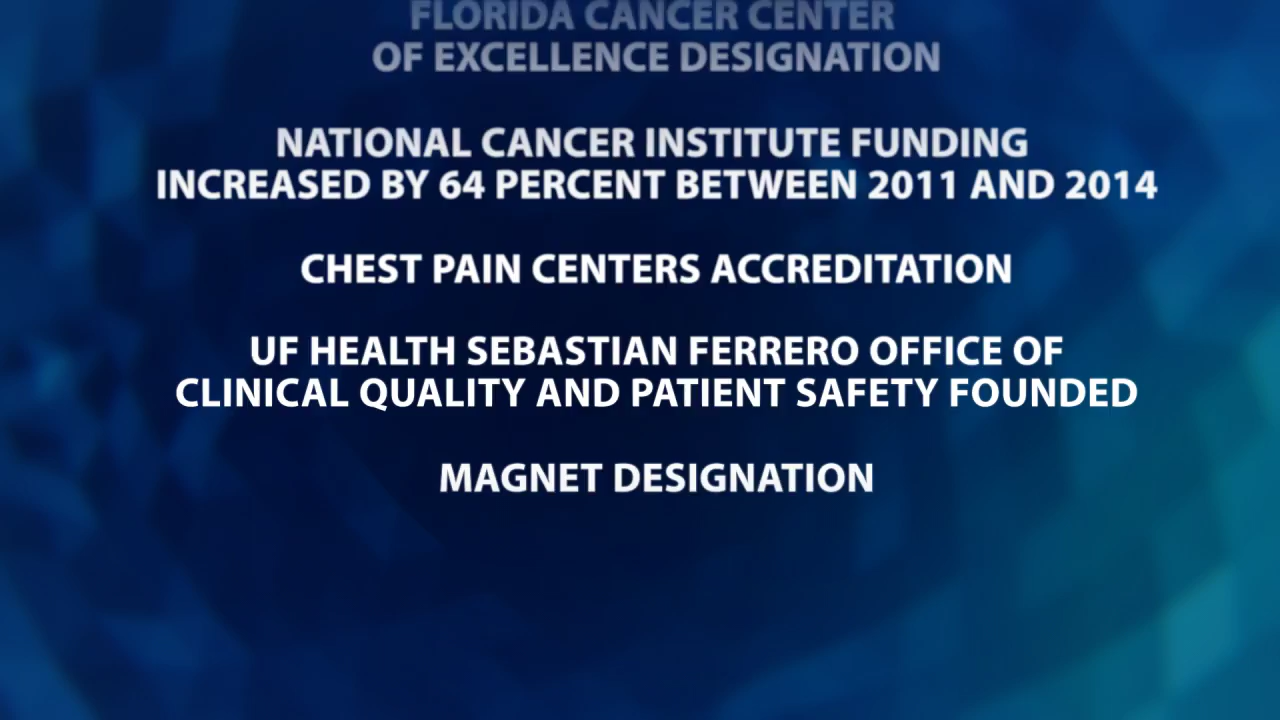 FLORIDA CANCER CENTER
OF EXCELLENCE DESIGNATION
NATIONAL CANCER INSTITUTE FUNDING
INCREASED BY 64 PERCENT BETWEEN 2011 AND 2014
CHEST PAIN CENTERS ACCREDITATION
UF HEALTH SEBASTIAN FERRERO OFFICE OF
CLINICAL QUALITY AND PATIENT SAFETY FOUNDED
MAGNET DESIGNATION